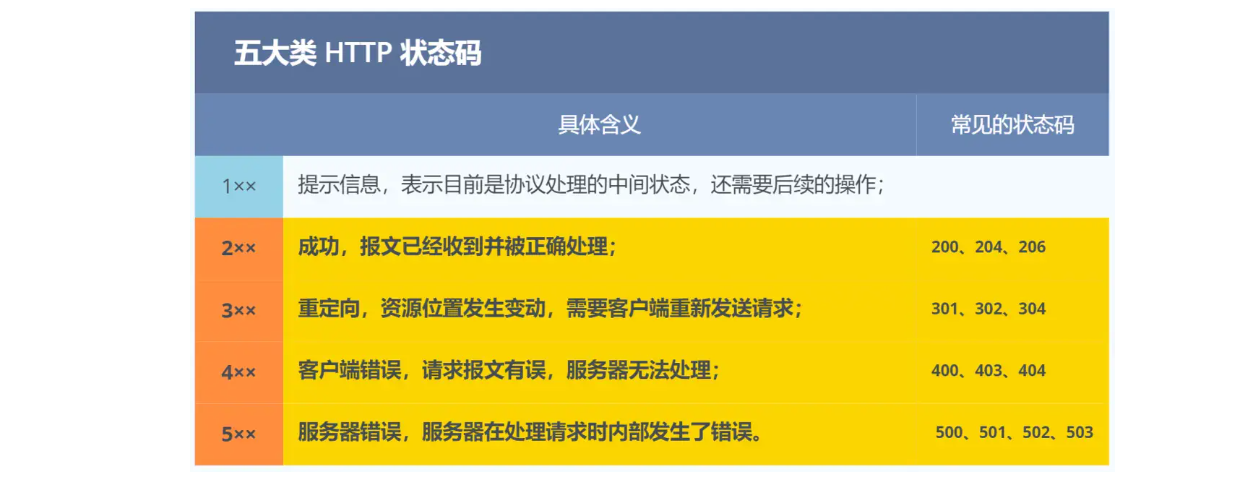 五大类 HTTP 状态码
具体含义 常见的状态码
1×× 提示信息，表示目前是协议处理的中间状态，还需要后续的操作；
2×× 成功，报文已经收到并被正确处理； 200、204、206
3×× 重定向，资源位置发生变动，需要客户端重新发送请求； 301、302、304
4×× 客户端错误，请求报文有误，服务器无法处理； 400、403、404
5×× 服务器错误，服务器在处理请求时内部发生了错误。 500、501、502、503